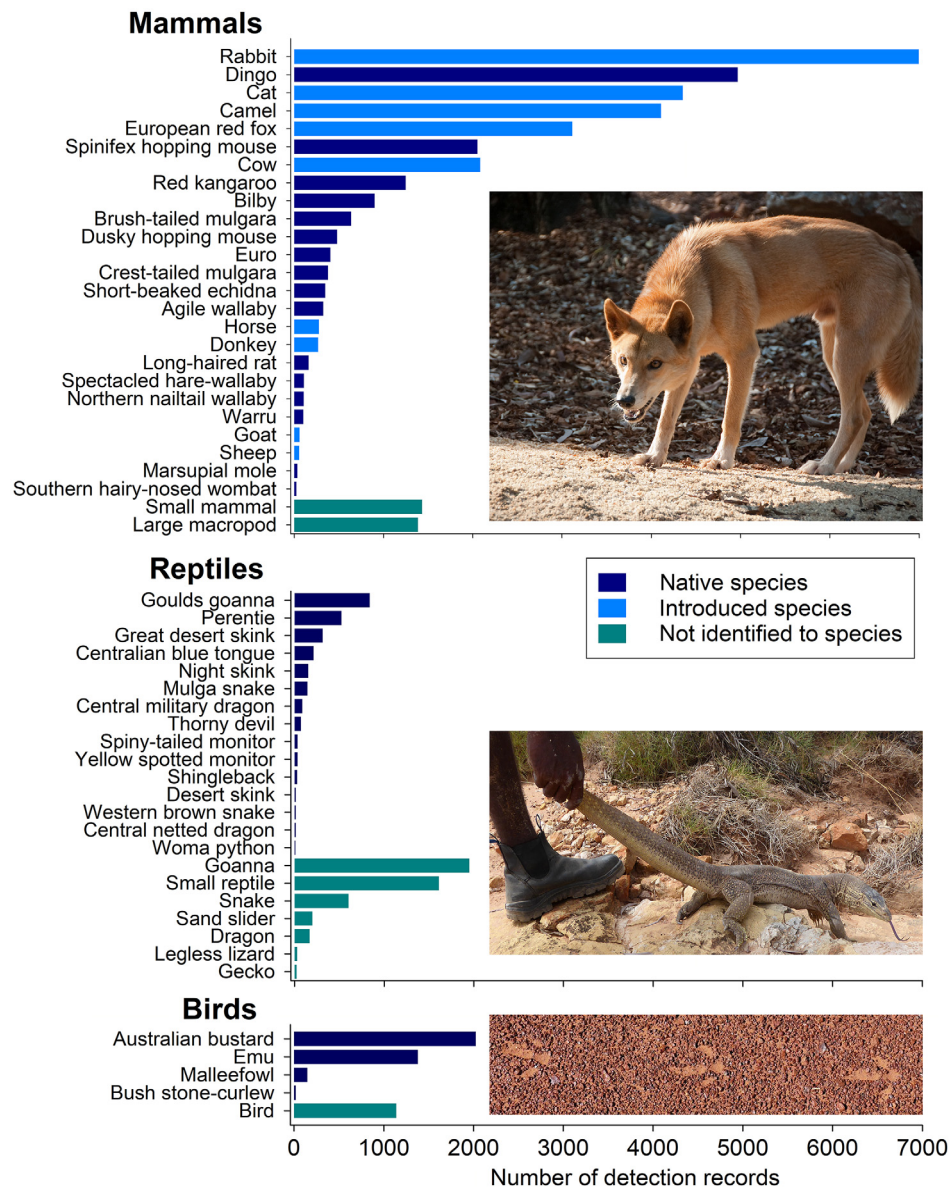 Mammals
Rabbit
Dingo
Cat
Camel
European red fox
Spinifex hopping mouse
Cow
Red kangaroo
Bilby
Brush-tailed mulgara
Dusky hopping mouse
Euro
Crest-tailed mulgara
Short-beaked echidna
Agile wallaby
Horse
Donkey
Long-haired rat
Spectacled hare-wallaby
Northern nailtail wallaby
Warru
Goat
Sheep
Marsupial mole
Southern hairy-nosed wombat
Small mammal
Large macropod
Reptiles
Native species
Introduced species
Not identified to species
Goulds goanna
Perentie
Great desert skink
Centralian blue tongue
Night skink
Mulga snake
Central military dragon
Thorny devil
Spiny-tailed monitor
Yellow spotted monitor
Shingleback
Desert skink
Western brown snake
Central netted dragon
Woma python
Goanna
Small reptile
Snake
Sand slider
Dragon
Legless lizard
Gecko
Birds
Australian bustard
Emu
Malleefowl
Bush stone-curlew
Bird
0 1000 2000 3000 4000 5000 6000 7000
Number of detection records